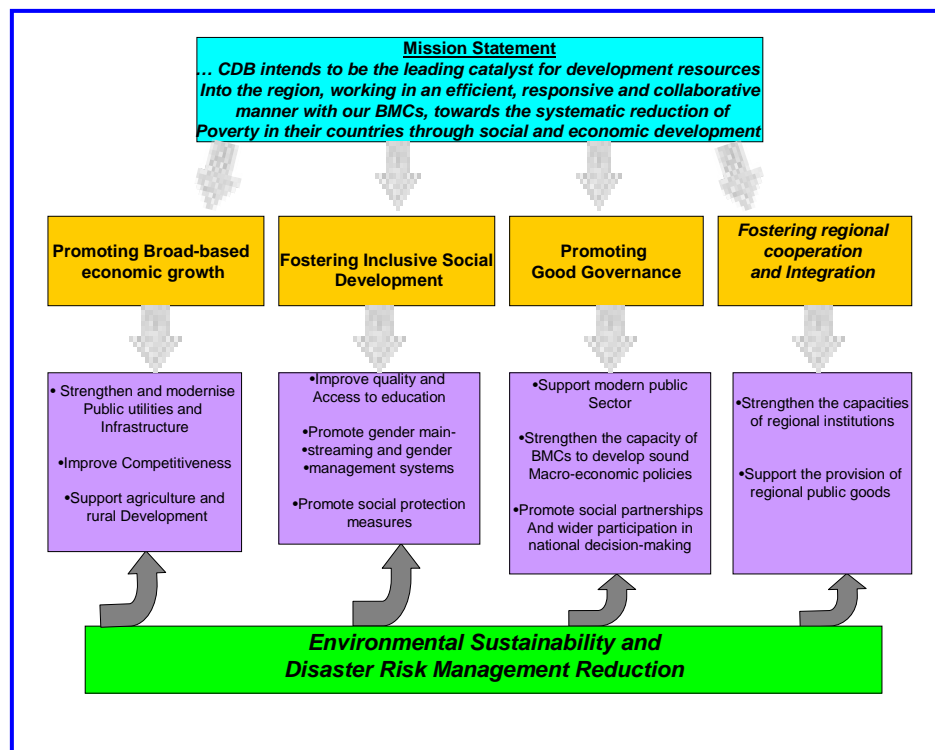 Mission Statement
… CDB intends to be the leading catalyst for development resources
Into the region, working in an efficient, responsive and collaborative
manner with our BMCs, towards the systematic reduction of
Poverty in their countries through social and economic development
Promoting Broad-based
economic growth
Fostering Inclusive Social
Development
Promoting
Good Governance
Fostering regional
cooperation
and Integration
• Strengthen and modernise
Public utilities and
Infrastructure
•Improve Competitiveness
•Support agriculture and
rural Development
•Improve quality and
Access to education
•Promote gender main-
•streaming and gender
•management systems
•Promote social protection
measures
•Support modern public
Sector
•Strengthen the capacity of
BMCs to develop sound
Macro-economic policies
•Promote social partnerships
And wider participation in
national decision-making
•Strengthen the capacities
of regional institutions
•Support the provision of
regional public goods
Environmental Sustainability and
Disaster Risk Management Reduction